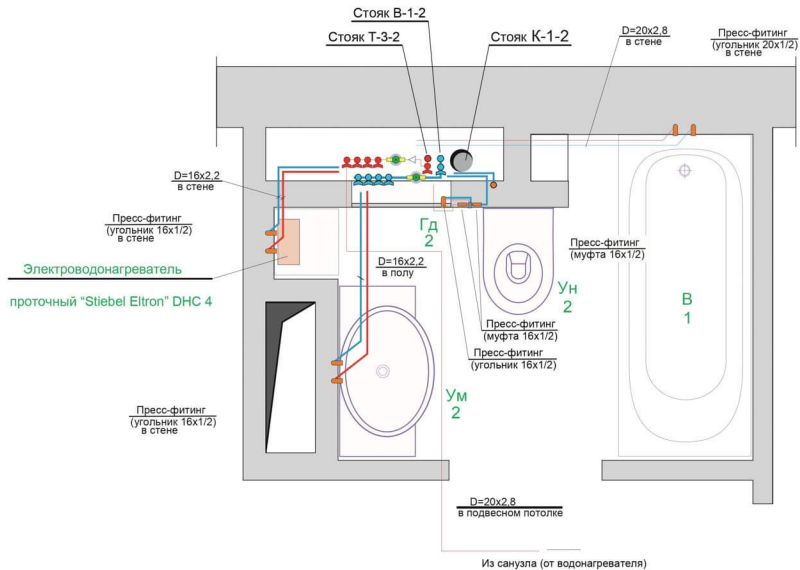 Стояк В-1-2
Стояк Т-3-2
Стояк К-1-2
D=20x2,8
в стене
Пресс-фитинг
(угольник 20x1/2)
в стене
D=16x2,2
в стене
Пресс-фитинг
(угольник 16x1/2)
в стене
Электроводонагреватель
проточный “Stiebel Eltron” DHC 4
Гд
2
D=16x2,2
в полу
Ун
2
Пресс-фитинг
(муфта 16x1/2)
В
1
Пресс-фитинг
(муфта 16x1/2)
Пресс-фитинг
(угольник 16x1/2)
Ум
2
Пресс-фитинг
(угольник 16x1/2)
в стене
D=20x2,8
в подвесном потолке
Из санузла (от водонагревателя)